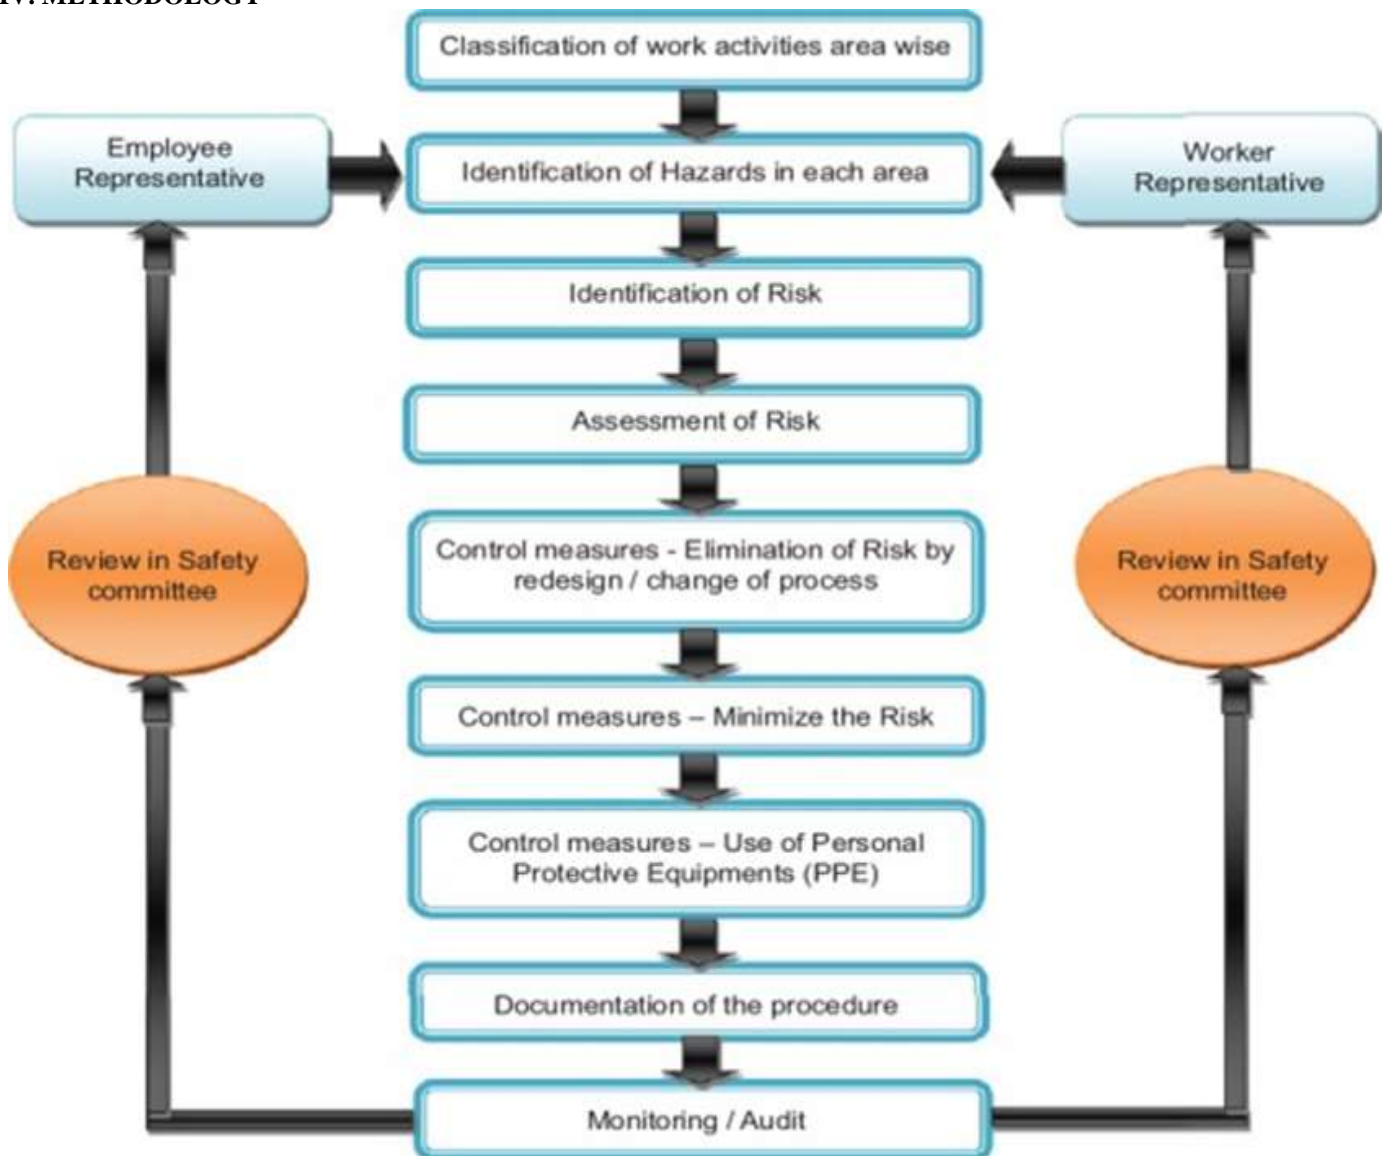 IV. METHODOLOGY
Classification of work activities area wise
Employee
Representative
Identification of Hazards in each area
Worker
Representative
Identification of Risk
Assessment of Risk
Control measures - Elimination of Risk by
redesign / change of process
Review in Safety
committee
Review in Safety
committee
Control measures – Minimize the Risk
Control measures – Use of Personal
Protective Equipments (PPE)
Documentation of the procedure
Monitoring / Audit